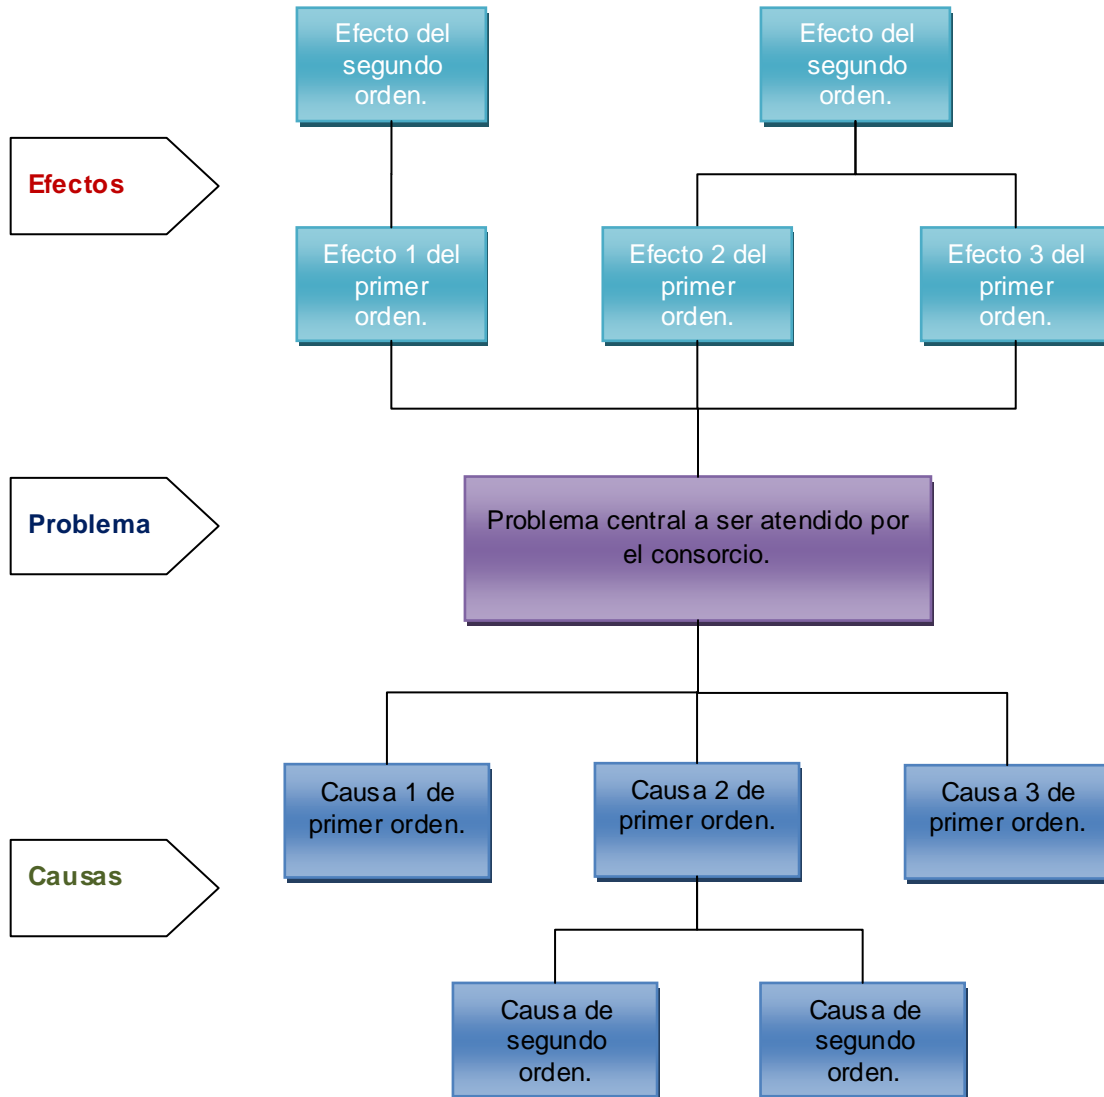 Efecto del
segundo
orden.
Efecto del
segundo
orden.
Efectos
Efecto 1 del
primer
orden.
Efecto 2 del
primer
orden.
Efecto 3 del
primer
orden.
Problema
Problema central a ser atendido por
el consorcio.
Causa 1 de
primer orden.
Causa 2 de
primer orden.
Causa 3 de
primer orden.
Causas
Causa de
segundo
orden.
Causa de
segundo
orden.